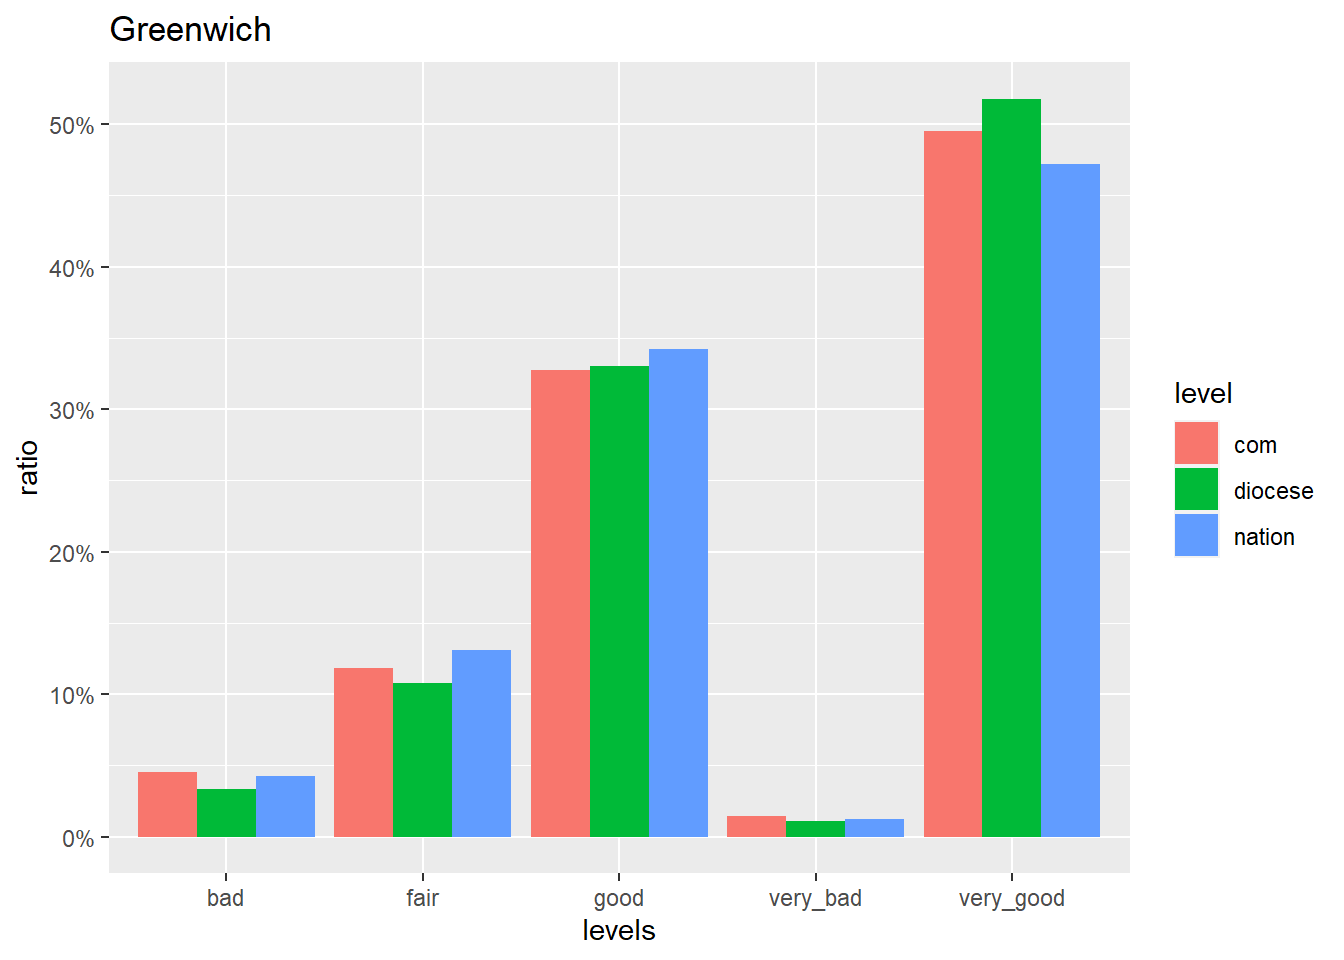 Greenwich
ratio
50%
40%
30%
20%
10%
0%
bad fair good very_bad very_good
levels
level
com
diocese
nation